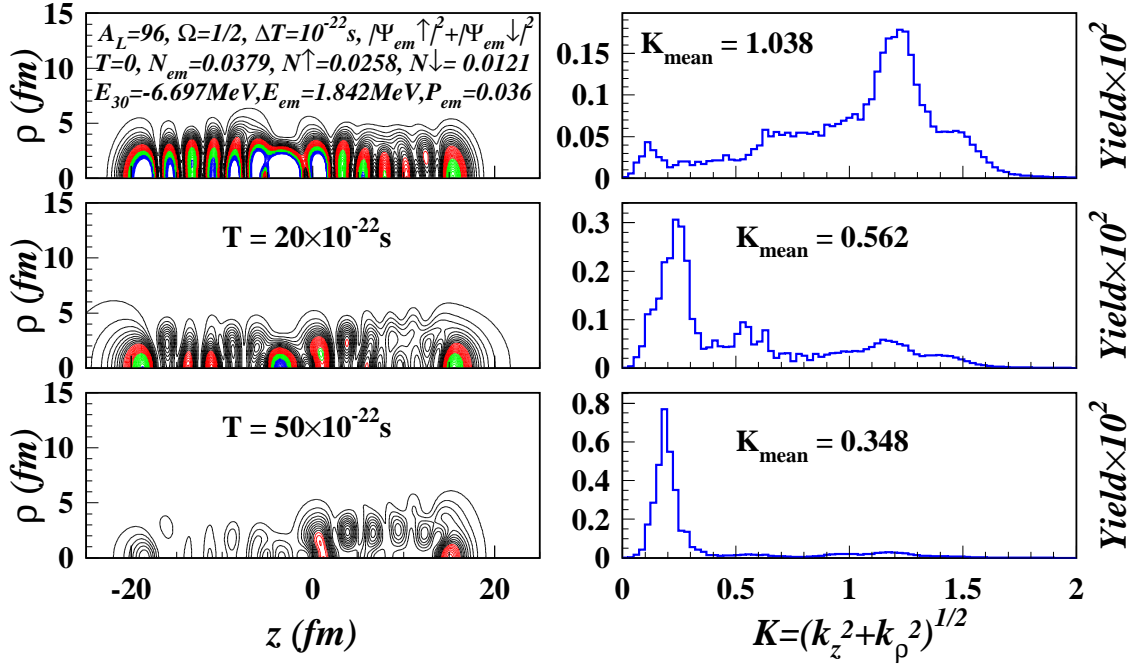 A_L=96, Ω=1/2, ΔT=10^-22 s, |Ψ_em↑|^2+|Ψ_em↓|^2
T=0, N_em=0.0379, N↑=0.0258, N↓= 0.0121
E_30=-6.697MeV,E_em=1.842MeV,P_em=0.036
ρ (fm)
15
10
5
0
K_mean = 1.038
0.15
0.1
0.05
0
Yield×10^2
T = 20×10^-22 s
ρ (fm)
15
10
5
0
K_mean = 0.562
0.3
0.2
0.1
0
Yield×10^2
T = 50×10^-22 s
ρ (fm)
15
10
5
0
-20 0 20
z (fm)
K_mean = 0.348
0.8
0.6
0.4
0.2
0
Yield×10^2
0 0.5 1 1.5 2
K=(k_z^2+k_ρ^2)^1/2